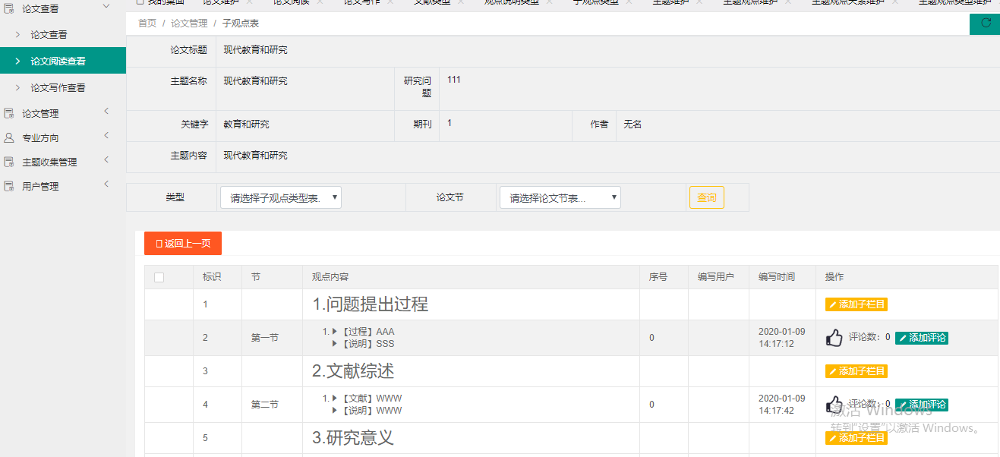 论文查看
我的桌面 论文维护 论文阅读 论文写作 文献类型 观点说明类型 子观点类型 主题维护 主题观点维护 主题观点关系维护 主题观点类型维护
首页 / 论文管理 / 子观点表
论文查看
论文阅读查看
论文写作查看
论文管理
专业方向
主题收集管理
用户管理
论文标题 现代教育和研究
主题名称 现代教育和研究 研究问题 111
关键字 教育和研究 期刊 1 作者 无名
主题内容 现代教育和研究
类型 请选择子观点类型表. 论文节 请选择论文节表... 查询
返回上一页
标识 节 观点内容 序号 编写用户 编写时间 操作
1 1.问题提出过程 添加子栏目
2 第一节 1. 【过程】AAA 0 2020-01-09 评论数：0 添加评论
【说明】SSS 14:17:12
3 2.文献综述 添加子栏目
4 第二节 1. 【文献】WWW 0 2020-01-09 评论数：0 添加评论
【说明】WWW 14:17:42
激活 Windows
转到"设置"以激活 Windows。
5 3.研究意义 添加子栏目